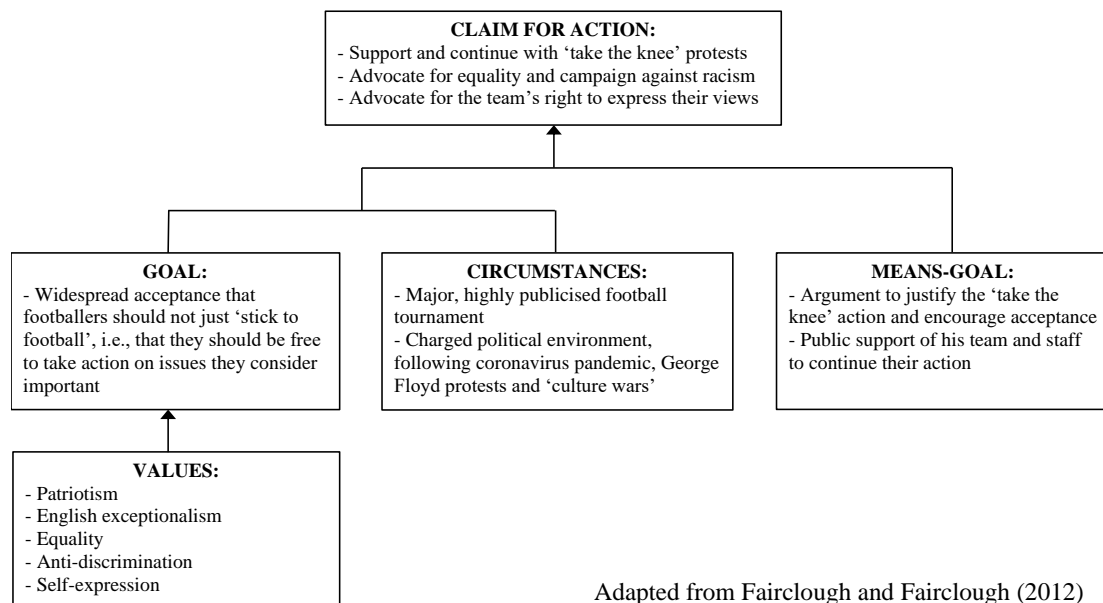 CLAIM FOR ACTION:
- Support and continue with ‘take the knee’ protests
- Advocate for equality and campaign against racism
- Advocate for the team’s right to express their views
GOAL:
- Widespread acceptance that
footballers should not just ‘stick to
football’, i.e., that they should be free
to take action on issues they consider
important
CIRCUMSTANCES:
- Major, highly publicised football
tournament
- Charged political environment,
following coronavirus pandemic, George
Floyd protests and ‘culture wars’
MEANS-GOAL:
- Argument to justify the ‘take the
knee’ action and encourage acceptance
- Public support of his team and staff
to continue their action
VALUES:
- Patriotism
- English exceptionalism
- Equality
- Anti-discrimination
- Self-expression
Adapted from Fairclough and Fairclough (2012)